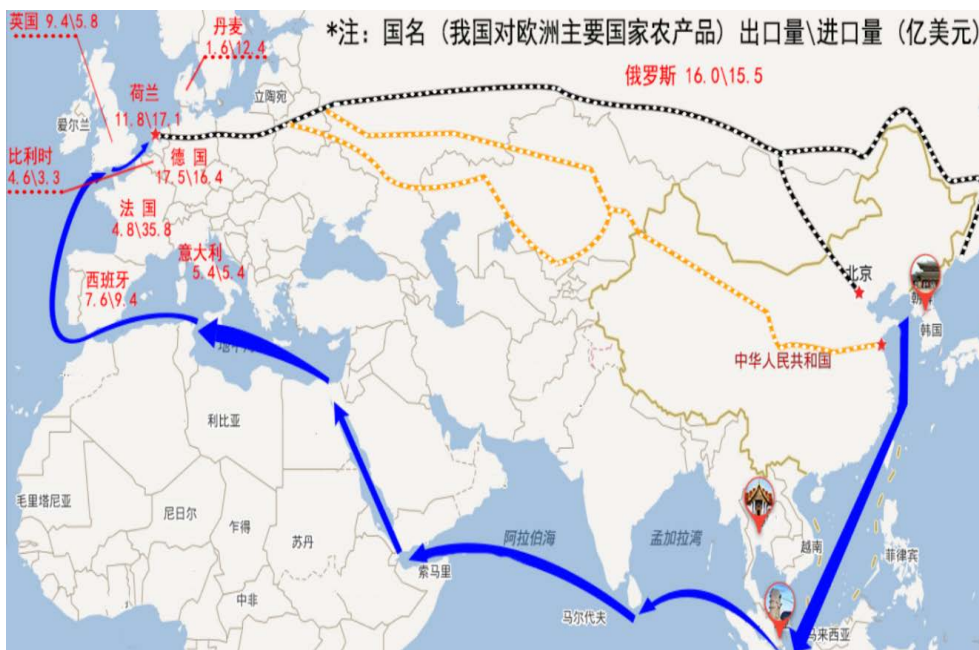 英国 9.4\5.8
丹麦
1.6\12.4
*注：国名（我国对欧洲主要国家农产品）出口量\进口量（亿美元）
俄罗斯 16.0\15.5
立陶宛
荷兰
11.8\17.1
爱尔兰
比利时
4.6\3.3
德 国
17.5\16.4
法 国
4.8\35.8
意大利
5.4\5.4
西班牙
7.6\9.4
北京
韩国
中华人民共和国
利比亚
毛里塔尼亚
尼日尔
乍得
苏丹
阿拉伯海
孟加拉湾
越南
菲律宾
索马里
中非
马尔代夫
马来西亚